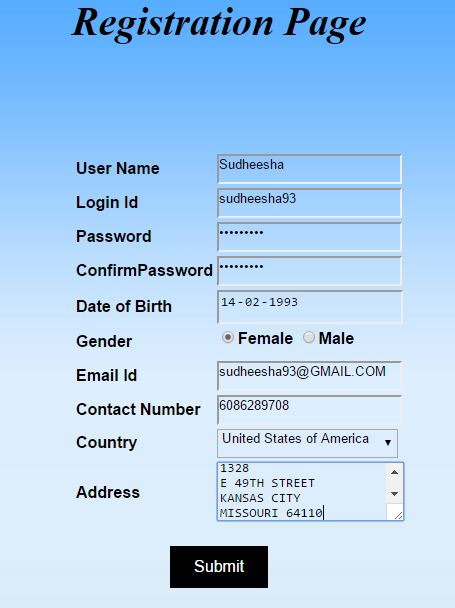 Registration Page
User Name Sudheesha
Login Id sudheesha93
Password •••••••••
ConfirmPassword •••••••••
Date of Birth 14-02-1993
Gender Female Male
Email Id sudheesha93@GMAIL.COM
Contact Number 6086289708
Country United States of America
Address 1328
E 49TH STREET
KANSAS CITY
MISSOURI 64110
Submit